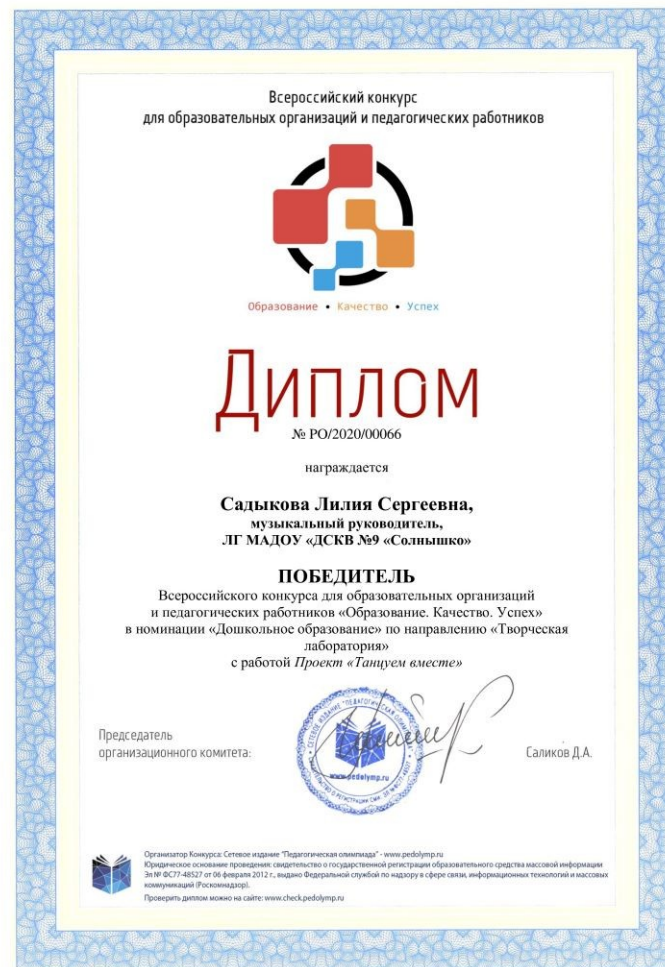 Всероссийский конкурс
для образовательных организаций и педагогических работников
Образование • Качество • Успех
Диплом
№ РО/2020/00066
награждается
Садыкова Лилия Сергеевна,
музыкальный руководитель,
ЛГ МАДОУ «ДСКВ №9 «Солнышко»
ПОБЕДИТЕЛЬ
Всероссийского конкурса для образовательных организаций
и педагогических работников «Образование. Качество. Успех»
в номинации «Дошкольное образование» по направлению «Творческая
лаборатория»
с работой Проект «Танцуем вместе»
СЕТЕВОЕ ИЗДАНИЕ "ПЕДАГОГИЧЕСКАЯ ОЛИМПИАДА"
www.pedolymp.ru
Председатель
организационного комитета:
Саликов Д.А.
Организатор Конкурса: Сетевое издание "Педагогическая олимпиада" - www.pedolymp.ru
Юридическое основание проведения: свидетельство о государственной регистрации образовательного средства массовой информации
Эл № ФС77-48527 от 06 февраля 2012 г., выдано Федеральной службой по надзору в сфере связи, информационных технологий и массовых
коммуникаций (Роскомнадзор).
Проверить диплом можно на сайте: www.check.pedolymp.ru